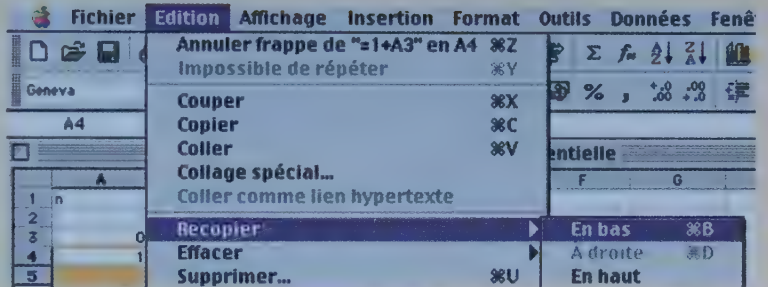 Fichier Edition Affichage Insertion Format Outils Données Fenê
Annuler frappe de "=1+A3" en A4 ⌘Z
Impossible de répéter ⌘Y
Geneva
Couper ⌘X
% , ,00
A4
Copier ⌘C
Coller ⌘V
entielle
Collage spécial...
A F G
Coller comme lien hypertexte
1 n
2
Recopier
En bas ⌘B
3 0
Effacer
A droite ⌘D
4 1
Supprimer... ⌘U
En haut
5